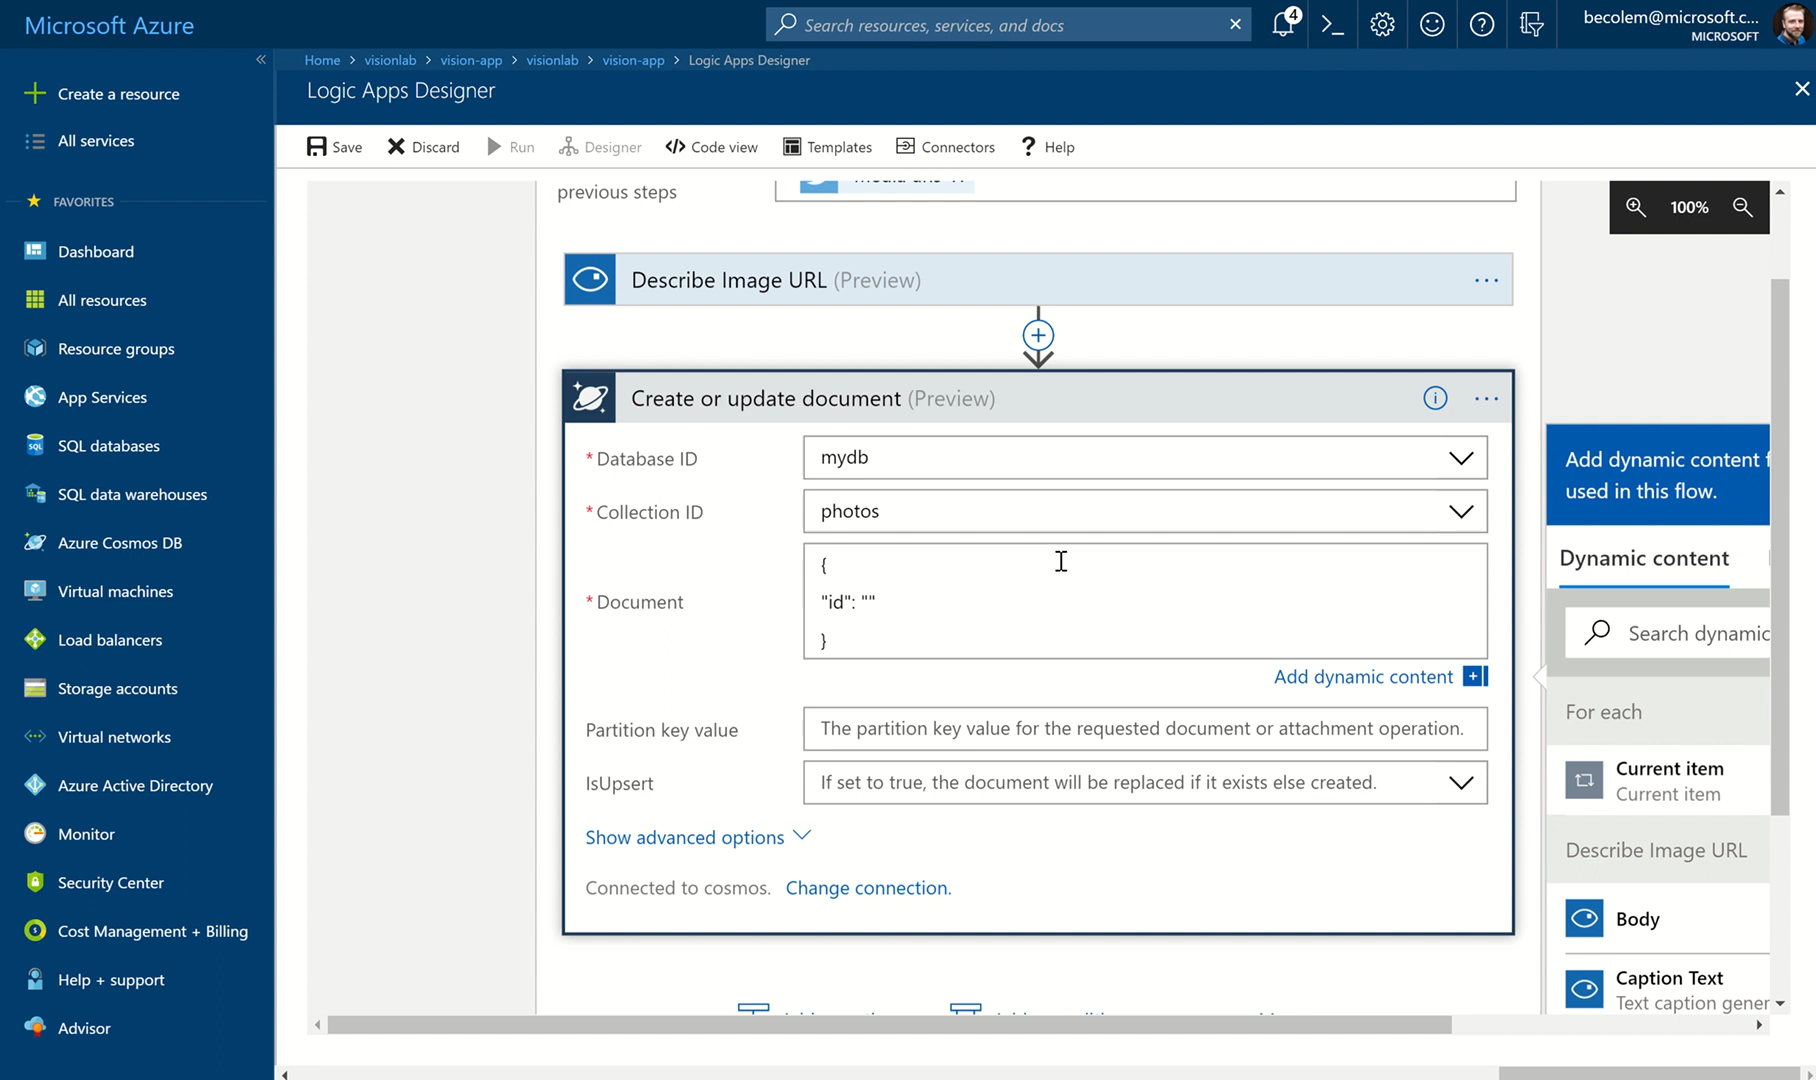 Microsoft Azure
Search resources, services, and docs
4
becolem@microsoft.c...
MICROSOFT
Home > visionlab > vision-app > visionlab > vision-app > Logic Apps Designer
Logic Apps Designer
Create a resource
All services
FAVORITES
Dashboard
All resources
Resource groups
App Services
SQL databases
SQL data warehouses
Azure Cosmos DB
Virtual machines
Load balancers
Storage accounts
Virtual networks
Azure Active Directory
Monitor
Security Center
Cost Management + Billing
Help + support
Advisor
Save Discard Run Designer Code view Templates Connectors Help
previous steps
100%
Describe Image URL (Preview)
Create or update document (Preview)
*Database ID
mydb
*Collection ID
photos
*Document
{
"id": ""
}
Add dynamic content
Partition key value
The partition key value for the requested document or attachment operation.
IsUpsert
If set to true, the document will be replaced if it exists else created.
Show advanced options
Connected to cosmos. Change connection.
Add dynamic content
used in this flow.
Dynamic content
Search dynamic
For each
Current item
Current item
Describe Image URL
Body
Caption Text
Text caption gener